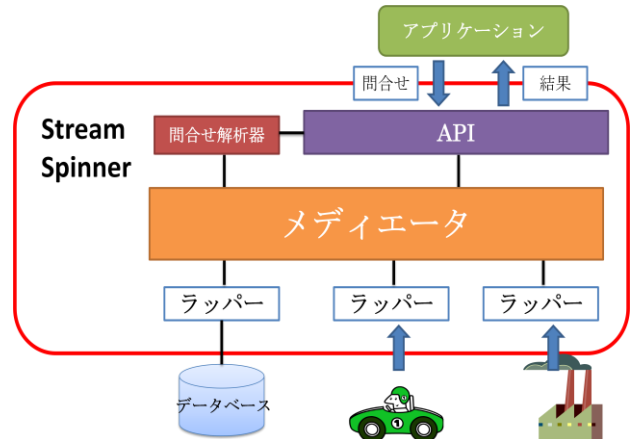 アプリケーション
問合せ
結果
Stream
Spinner
問合せ解析器
API
メディエータ
ラッパー
ラッパー
ラッパー
データベース
1